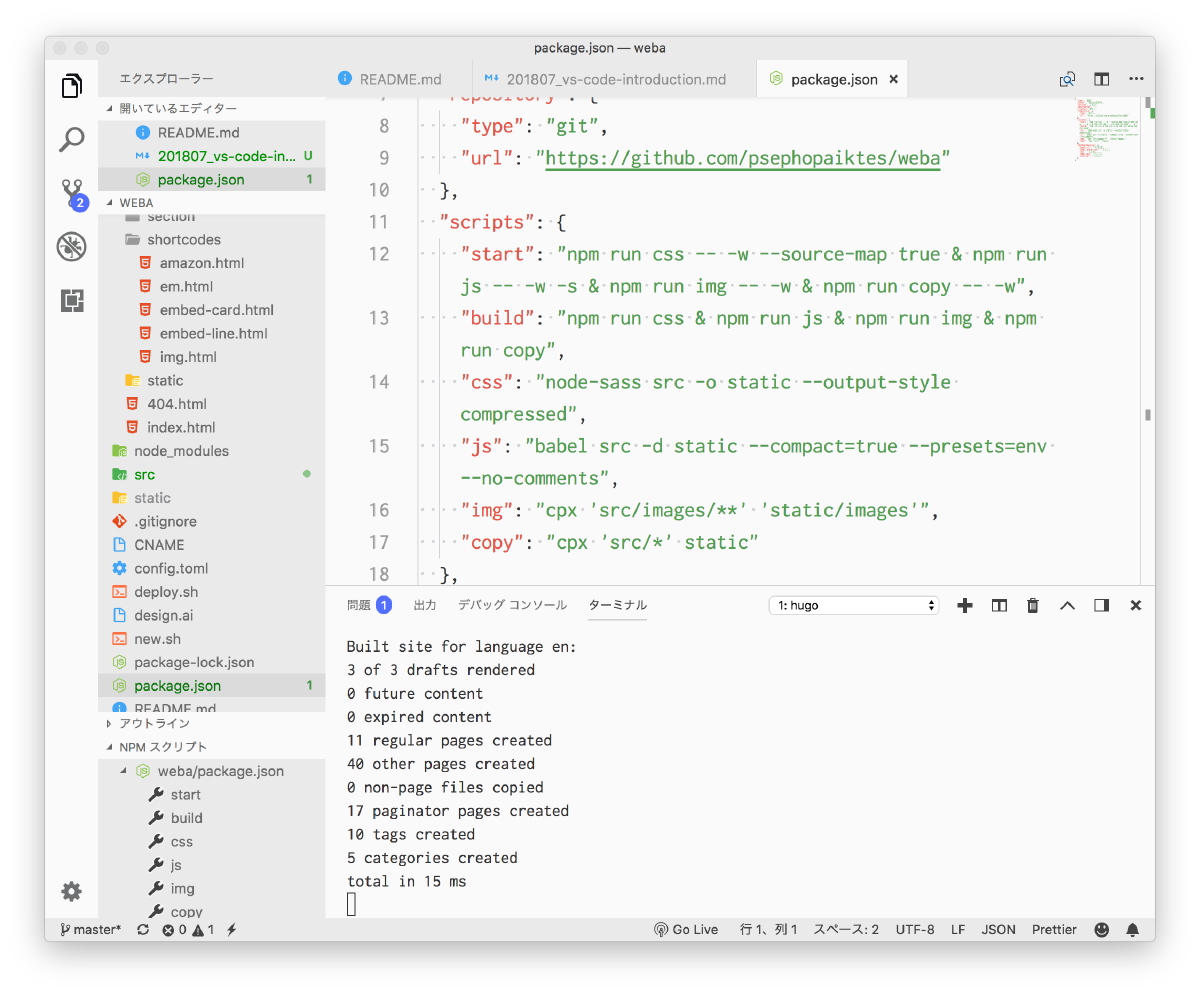 package.json — weba
エクスプローラー
README.md
201807_vs-code-introduction.md
package.json
開いているエディター
README.md
201807_vs-code-in... U
package.json 1
WEBA
section
shortcodes
amazon.html
em.html
embed-card.html
embed-line.html
img.html
static
404.html
index.html
node_modules
src
static
.gitignore
CNAME
config.toml
deploy.sh
design.ai
new.sh
package-lock.json
package.json 1
README.md
アウトライン
NPM スクリプト
weba/package.json
start
build
css
js
img
copy
2
7 "repository": {
8 "type": "git",
9 "url": "https://github.com/psephopaiktes/weba"
10 },
11 "scripts": {
12 "start": "npm run css -- -w --source-map true & npm run
js -- -w -s & npm run img -- -w & npm run copy -- -w",
13 "build": "npm run css & npm run js & npm run img & npm
run copy",
14 "css": "node-sass src -o static --output-style
compressed",
15 "js": "babel src -d static --compact=true --presets=env
--no-comments",
16 "img": "cpx 'src/images/**' 'static/images'",
17 "copy": "cpx 'src/*' static"
18 },
問題 1 出力 デバッグ コンソール ターミナル 1: hugo
Built site for language en:
3 of 3 drafts rendered
0 future content
0 expired content
11 regular pages created
40 other pages created
0 non-page files copied
17 paginator pages created
10 tags created
5 categories created
total in 15 ms
master* 0 1 Go Live 行 1、列 1 スペース: 2 UTF-8 LF JSON Prettier